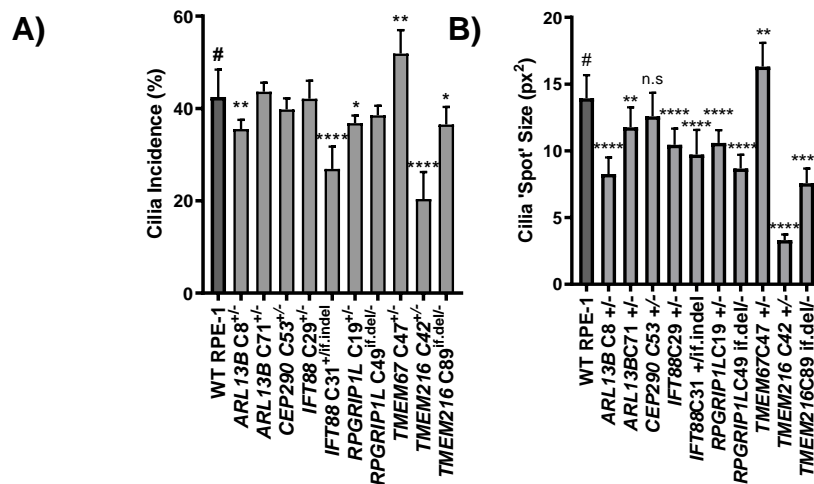 A)
Cilia Incidence (%)
60
40
20
0
#
**
****
*
**
****
*
WT RPE-1
ARL13B C8+/-
ARL13B C71+/-
CEP290 C53+/-
IFT88 C29+/-
IFT88 C31+/if.indel
RPGRIP1L C19+/-
RPGRIP1L C49if.del/-
TMEM67 C47+/-
TMEM216 C42+/-
TMEM216 C89if.del/-
B)
Cilia 'Spot' Size (px2)
20
15
10
5
0
#
****
**
n.s
****
****
****
****
**
****
***
WT RPE-1
ARL13B C8 +/-
ARL13BC71 +/-
CEP290 C53 +/-
IFT88C29 +/-
IFT88C31 +/if.indel
RPGRIP1LC19 +/-
RPGRIP1LC49 if.del/-
TMEM67C47 +/-
TMEM216 C42 +/-
TMEM216C89 if.del/-